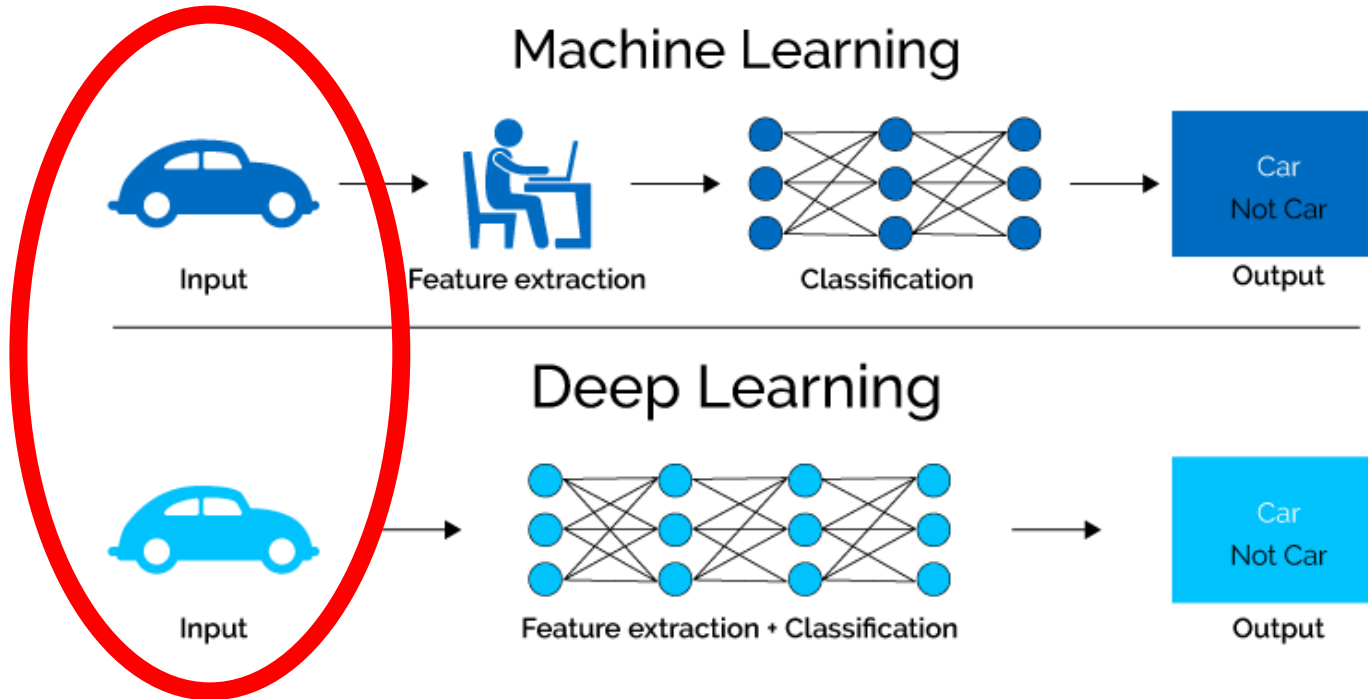 Machine Learning
Input
Feature extraction
Classification
Car
Not Car
Output
Deep Learning
Input
Feature extraction + Classification
Car
Not Car
Output